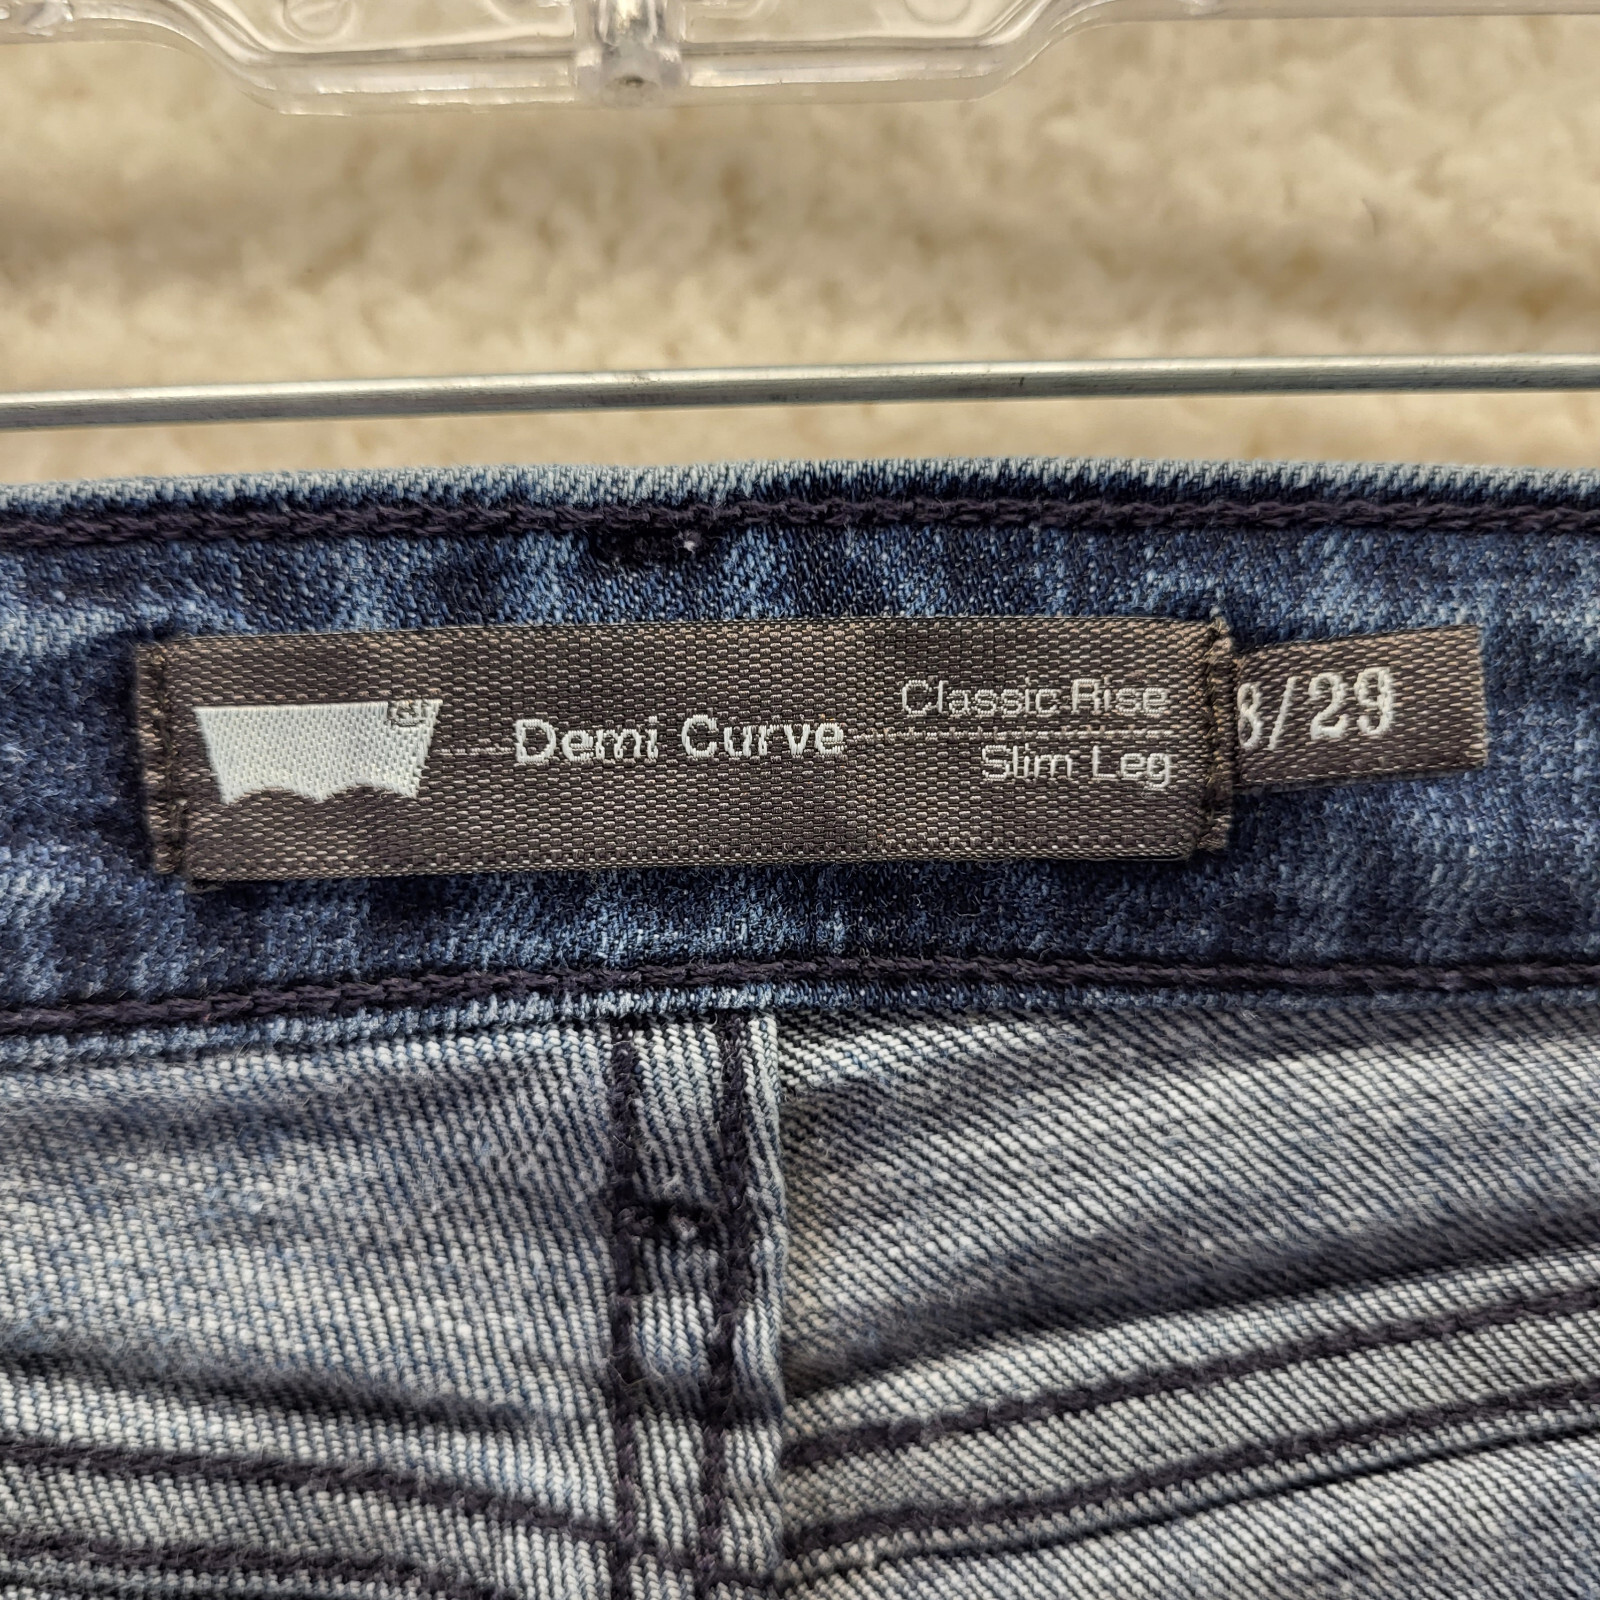 Demi Curve
Classic Rise
Slim Leg
8/29